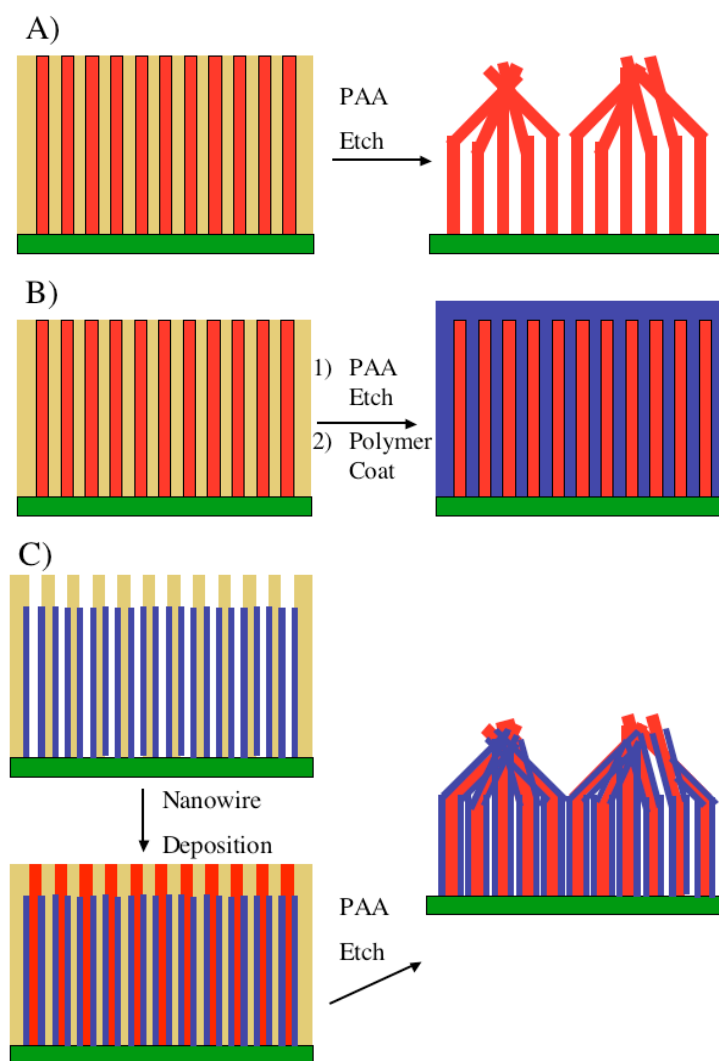 A)
PAA
Etch
B)
1) PAA
Etch
2) Polymer
Coat
C)
Nanowire
Deposition
PAA
Etch